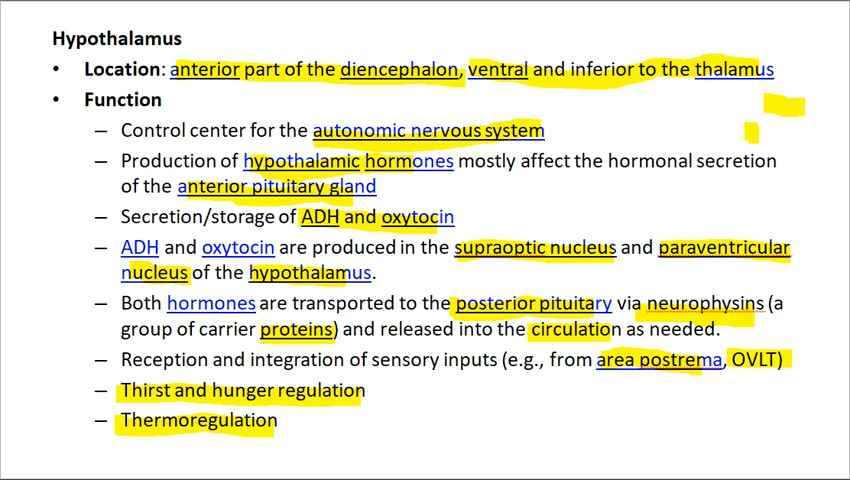 Hypothalamus
• Location: anterior part of the diencephalon, ventral and inferior to the thalamus
• Function
– Control center for the autonomic nervous system
– Production of hypothalamic hormones mostly affect the hormonal secretion
of the anterior pituitary gland
– Secretion/storage of ADH and oxytocin
– ADH and oxytocin are produced in the supraoptic nucleus and paraventricular
nucleus of the hypothalamus.
– Both hormones are transported to the posterior pituitary via neurophysins (a
group of carrier proteins) and released into the circulation as needed.
– Reception and integration of sensory inputs (e.g., from area postrema, OVLT)
– Thirst and hunger regulation
– Thermoregulation